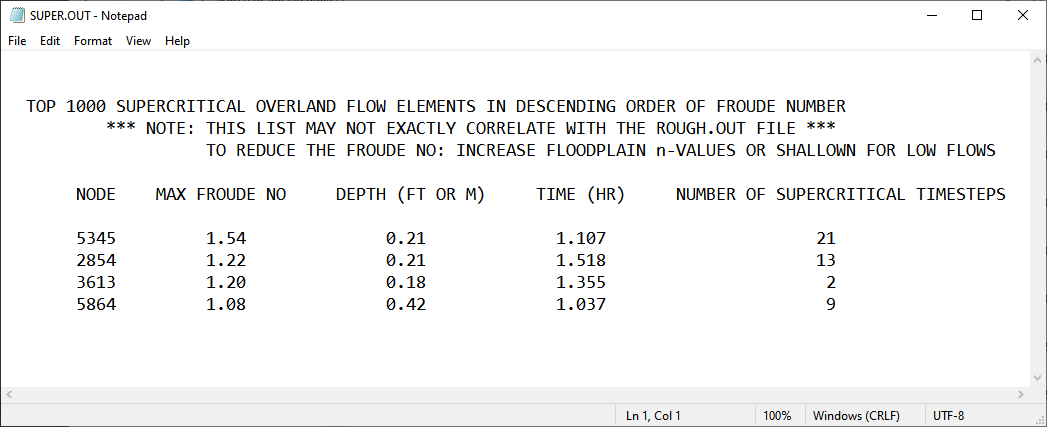 SUPER.OUT - Notepad
File Edit Format View Help
TOP 1000 SUPERCRITICAL OVERLAND FLOW ELEMENTS IN DESCENDING ORDER OF FROUDE NUMBER
*** NOTE: THIS LIST MAY NOT EXACTLY CORRELATE WITH THE ROUGH.OUT FILE ***
TO REDUCE THE FROUDE NO: INCREASE FLOODPLAIN n-VALUES OR SHALLOWN FOR LOW FLOWS
NODE MAX FROUDE NO DEPTH (FT OR M) TIME (HR) NUMBER OF SUPERCRITICAL TIMESTEPS
5345 1.54 0.21 1.107 21
2854 1.22 0.21 1.518 13
3613 1.20 0.18 1.355 2
5864 1.08 0.42 1.037 9
Ln 1, Col 1 100% Windows (CRLF) UTF-8